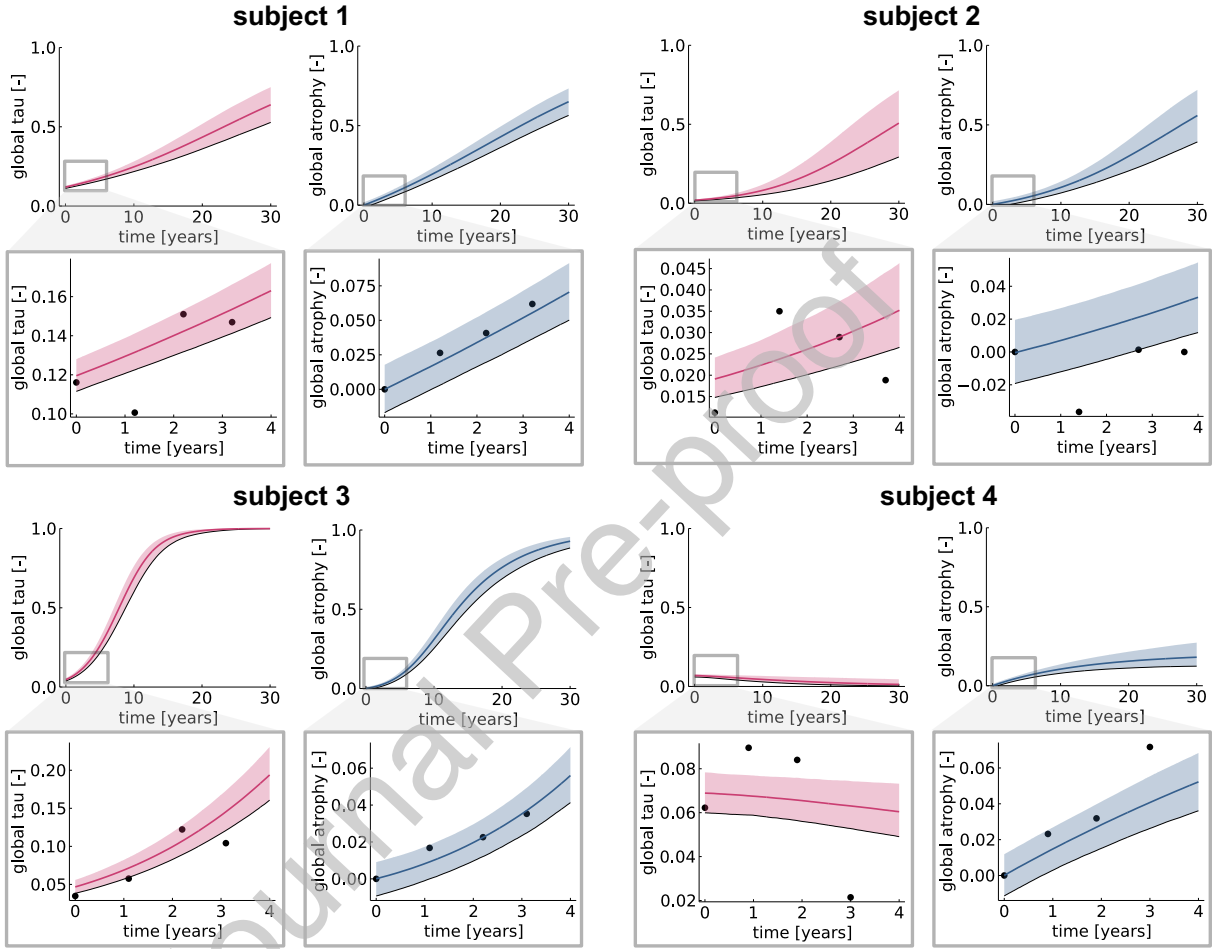 subject 1
subject 2
global tau [-]
1.0
0.5
0.0
0 10 20 30
time [years]
global atrophy [-]
1.0
0.5
0.0
0 10 20 30
time [years]
global tau [-]
1.0
0.5
0.0
0 10 20 30
time [years]
global atrophy [-]
1.0
0.5
0.0
0 10 20 30
time [years]
global tau [-]
0.16
0.14
0.12
0.10
0 1 2 3 4
time [years]
global atrophy [-]
0.075
0.050
0.025
0.000
0 1 2 3 4
time [years]
global tau [-]
0.045
0.040
0.035
0.030
0.025
0.020
0.015
0 1 2 3 4
time [years]
global atrophy [-]
0.04
0.02
0.00
−0.02
0 1 2 3 4
time [years]
subject 3
subject 4
global tau [-]
1.0
0.5
0.0
0 10 20 30
time [years]
global atrophy [-]
1.0
0.5
0.0
0 10 20 30
time [years]
global tau [-]
1.0
0.5
0.0
0 10 20 30
time [years]
global atrophy [-]
1.0
0.5
0.0
0 10 20 30
time [years]
global tau [-]
0.20
0.15
0.10
0.05
0 1 2 3 4
time [years]
global atrophy [-]
0.06
0.04
0.02
0.00
0 1 2 3 4
time [years]
global tau [-]
0.08
0.06
0.04
0.02
0 1 2 3 4
time [years]
global atrophy [-]
0.06
0.04
0.02
0.00
0 1 2 3 4
time [years]
ournal Pre-proof